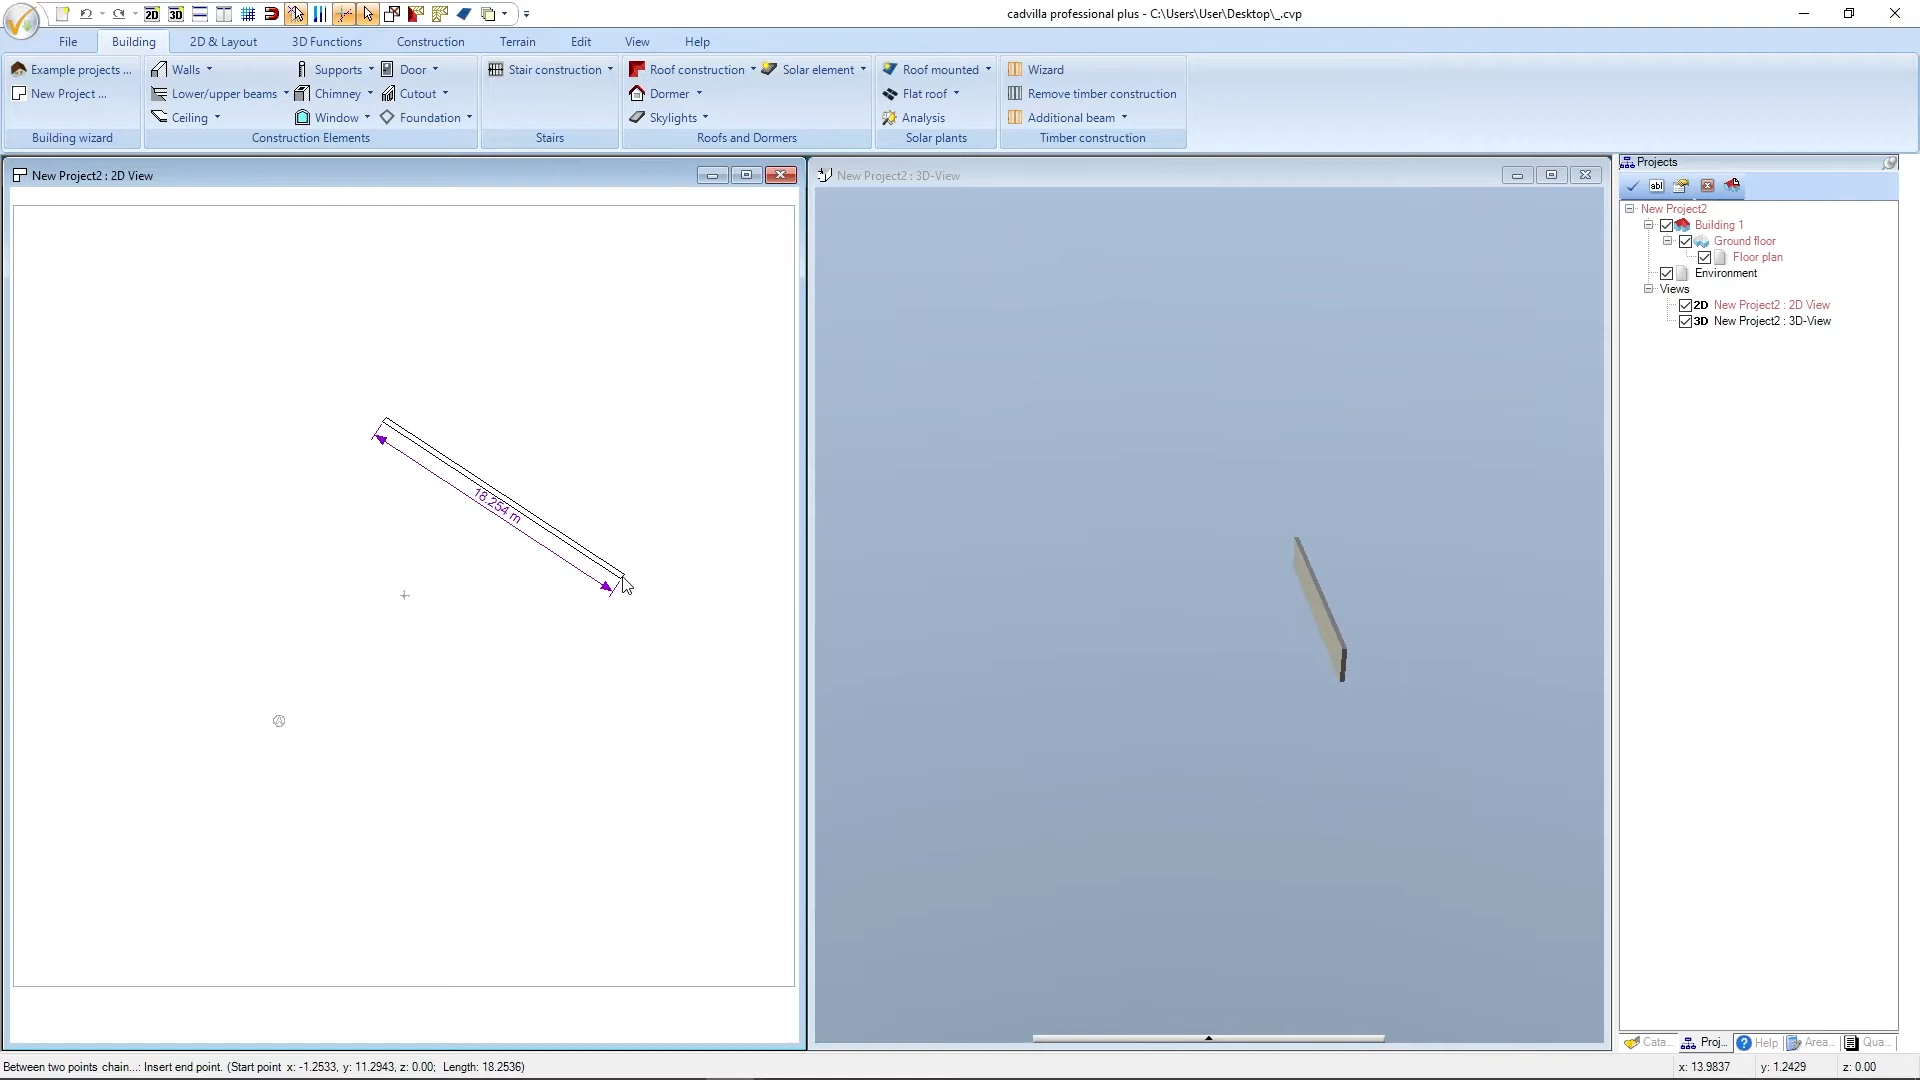 cadvilla professional plus - C:\Users\User\Desktop\_.cvp
2D 3D
File Building 2D & Layout 3D Functions Construction Terrain Edit View Help
Example projects ... Walls Supports Door Stair construction Roof construction Solar element Roof mounted Wizard
New Project ... Lower/upper beams Chimney Cutout Dormer Flat roof Remove timber construction
Ceiling Window Foundation Skylights Analysis Additional beam
Building wizard Construction Elements Stairs Roofs and Dormers Solar plants Timber construction
New Project2 : 2D View
18.254 m
New Project2 : 3D-View
Projects
abl
New Project2
Building 1
Ground floor
Floor plan
Environment
Views
2D New Project2 : 2D View
3D New Project2 : 3D-View
Cata... Proj... Help Area... Qua...
Between two points chain...: Insert end point. (Start point x: -1.2533, y: 11.2943, z: 0.00; Length: 18.2536) x: 13.9837 y: 1.2429 z: 0.00